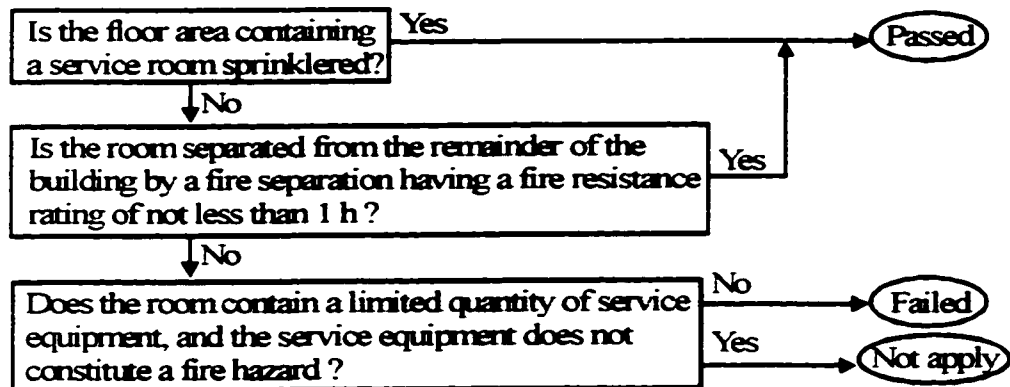 Is the floor area containing
a service room sprinklered?
Yes
Passed
No
Is the room separated from the remainder of the
building by a fire separation having a fire resistance
rating of not less than 1 h ?
Yes
No
Does the room contain a limited quantity of service
equipment, and the service equipment does not
constitute a fire hazard ?
No
Failed
Yes
Not apply